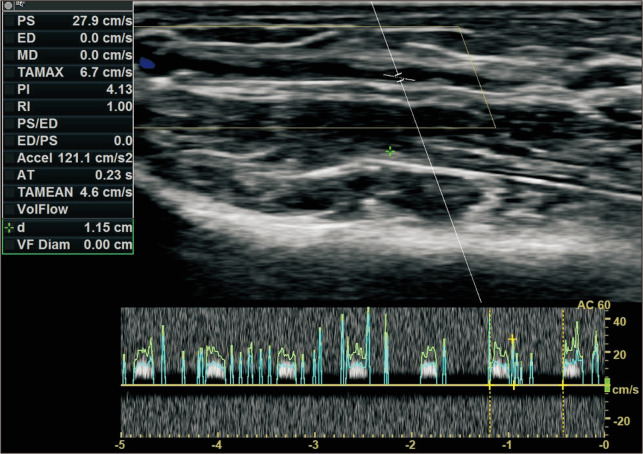 PS 27.9 cm/s
ED 0.0 cm/s
MD 0.0 cm/s
TAMAX 6.7 cm/s
PI 4.13
RI 1.00
PS/ED
ED/PS 0.0
Accel 121.1 cm/s2
AT 0.23 s
TAMEAN 4.6 cm/s
VolFlow
d 1.15 cm
VF Diam 0.00 cm
AC 60
40
20
cm/s
-20
-5 -4 -3 -2 -1 -0